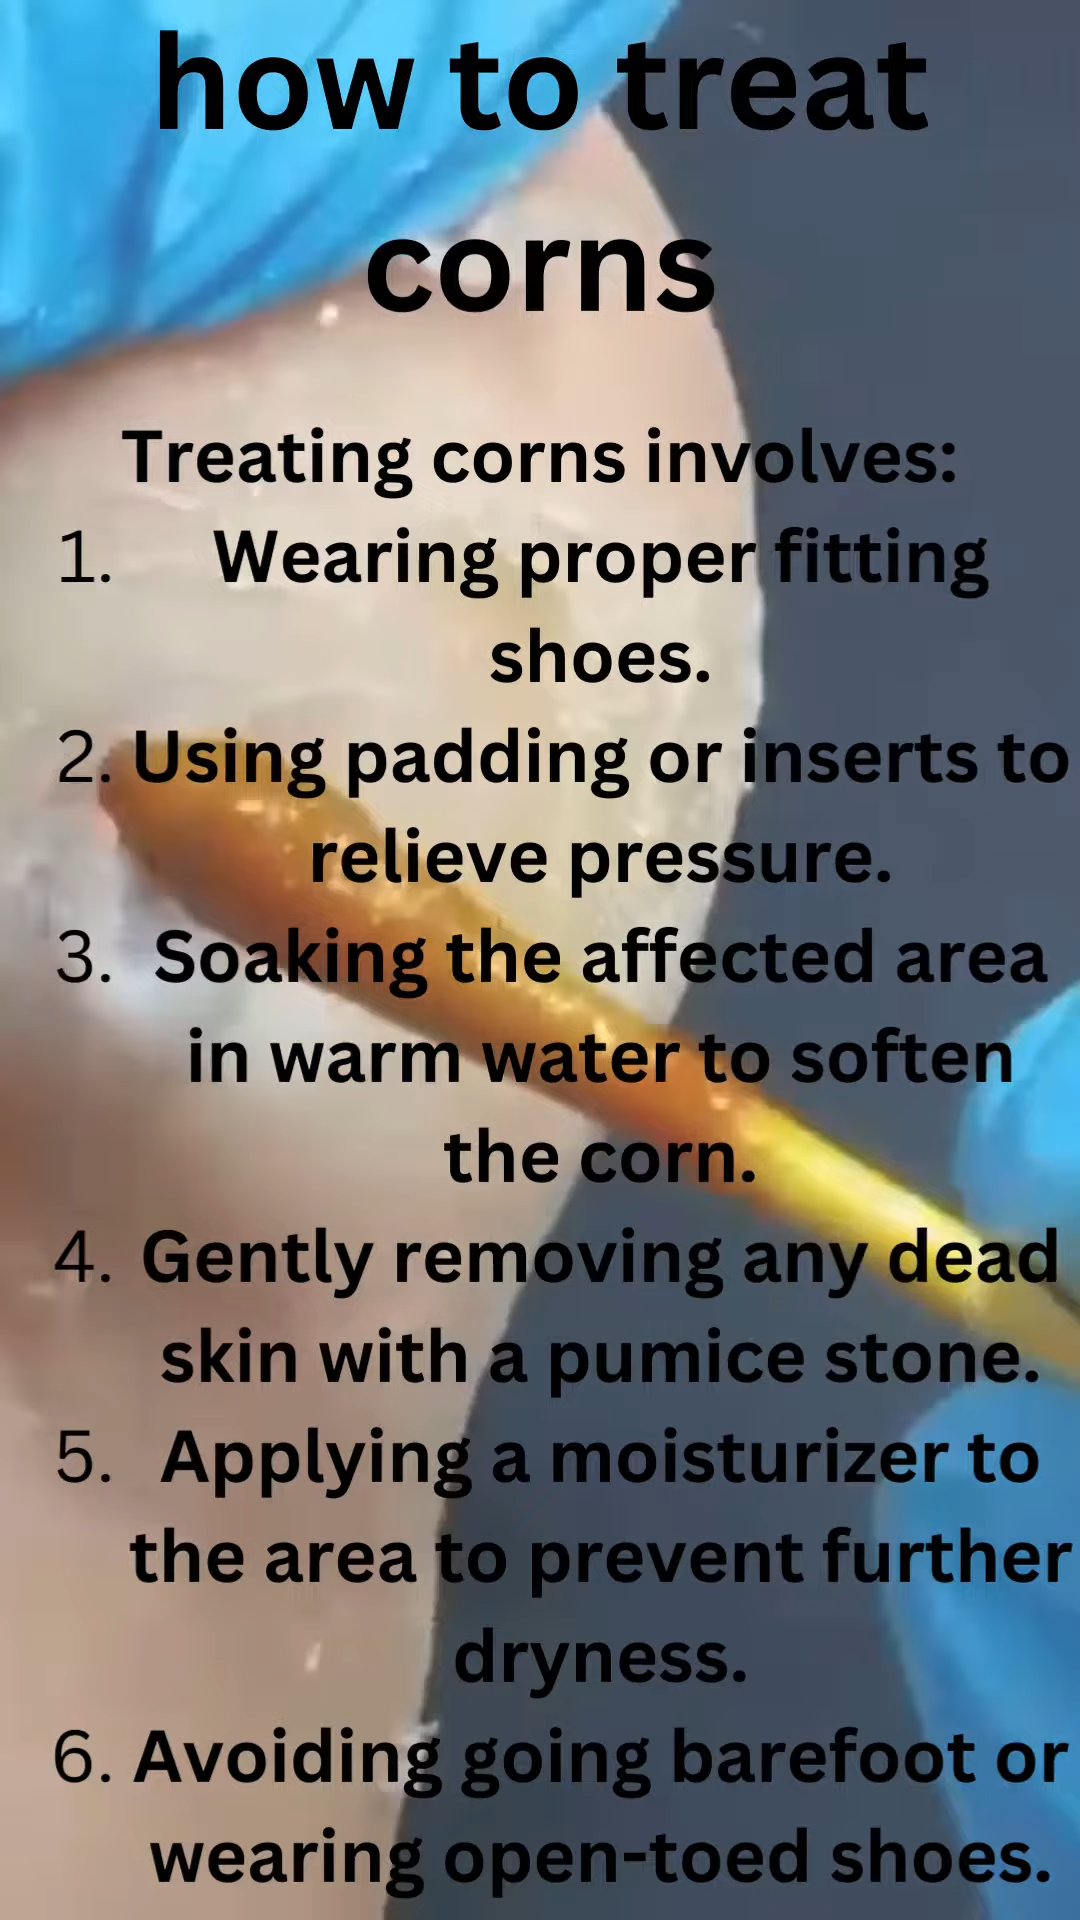 how to treat
corns
Treating corns involves:
1. Wearing proper fitting
shoes.
2. Using padding or inserts to
relieve pressure.
3. Soaking the affected area
in warm water to soften
the corn.
4. Gently removing any dead
skin with a pumice stone.
5. Applying a moisturizer to
the area to prevent further
dryness.
6. Avoiding going barefoot or
wearing open-toed shoes.